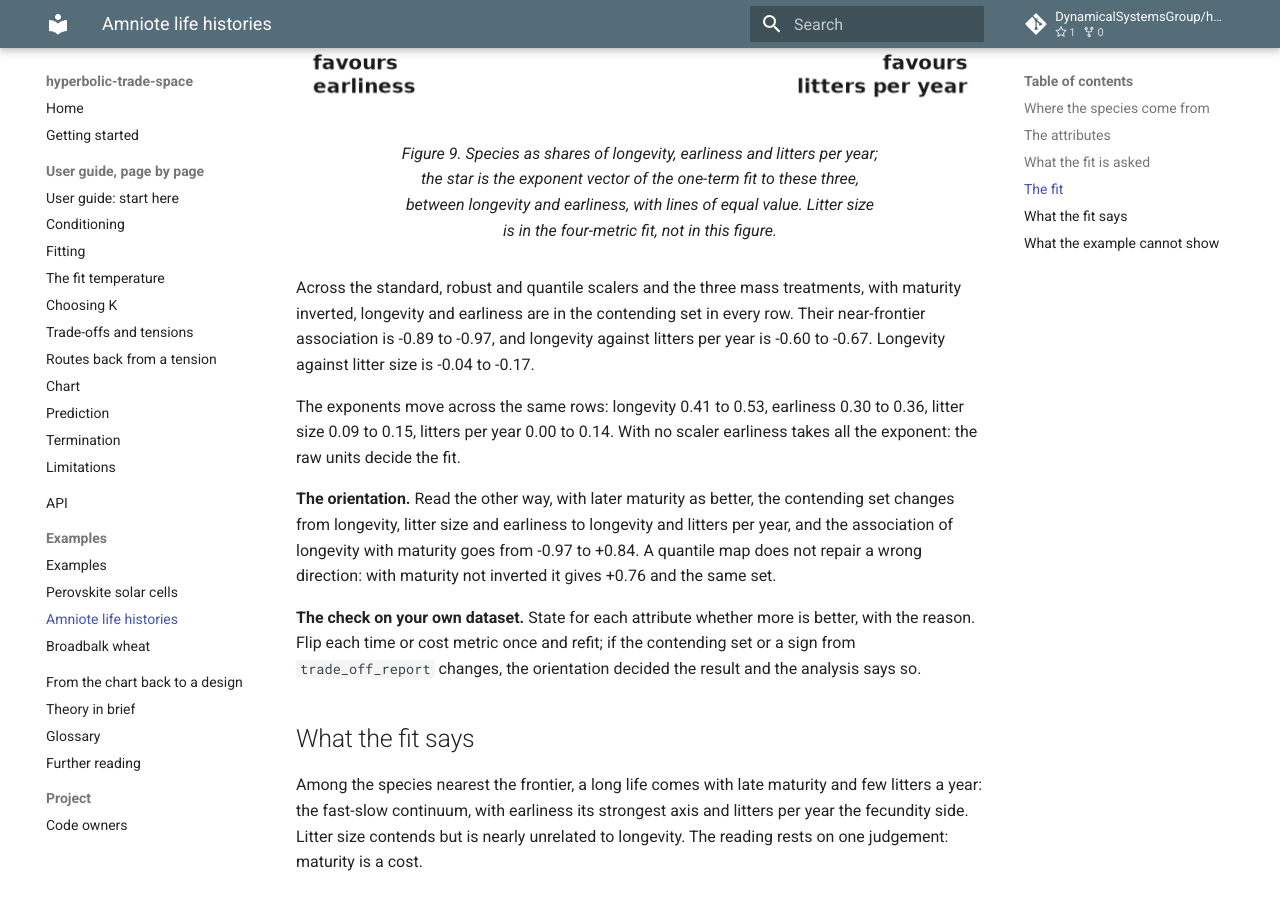 Amniote life histories
Search
DynamicalSystemsGroup/h…
1 0
hyperbolic-trade-space
Home
Getting started
User guide, page by page
User guide: start here
Conditioning
Fitting
The fit temperature
Choosing K
Trade-offs and tensions
Routes back from a tension
Chart
Prediction
Termination
Limitations
API
Examples
Examples
Perovskite solar cells
Amniote life histories
Broadbalk wheat
From the chart back to a design
Theory in brief
Glossary
Further reading
Project
Code owners
favours
earliness
favours
litters per year
Figure 9. Species as shares of longevity, earliness and litters per year;
the star is the exponent vector of the one-term fit to these three,
between longevity and earliness, with lines of equal value. Litter size
is in the four-metric fit, not in this figure.
Across the standard, robust and quantile scalers and the three mass treatments, with maturity
inverted, longevity and earliness are in the contending set in every row. Their near-frontier
association is -0.89 to -0.97, and longevity against litters per year is -0.60 to -0.67. Longevity
against litter size is -0.04 to -0.17.
The exponents move across the same rows: longevity 0.41 to 0.53, earliness 0.30 to 0.36, litter
size 0.09 to 0.15, litters per year 0.00 to 0.14. With no scaler earliness takes all the exponent: the
raw units decide the fit.
The orientation. Read the other way, with later maturity as better, the contending set changes
from longevity, litter size and earliness to longevity and litters per year, and the association of
longevity with maturity goes from -0.97 to +0.84. A quantile map does not repair a wrong
direction: with maturity not inverted it gives +0.76 and the same set.
The check on your own dataset. State for each attribute whether more is better, with the reason.
Flip each time or cost metric once and refit; if the contending set or a sign from
trade_off_report changes, the orientation decided the result and the analysis says so.
What the fit says
Among the species nearest the frontier, a long life comes with late maturity and few litters a year:
the fast-slow continuum, with earliness its strongest axis and litters per year the fecundity side.
Litter size contends but is nearly unrelated to longevity. The reading rests on one judgement:
maturity is a cost.
Table of contents
Where the species come from
The attributes
What the fit is asked
The fit
What the fit says
What the example cannot show